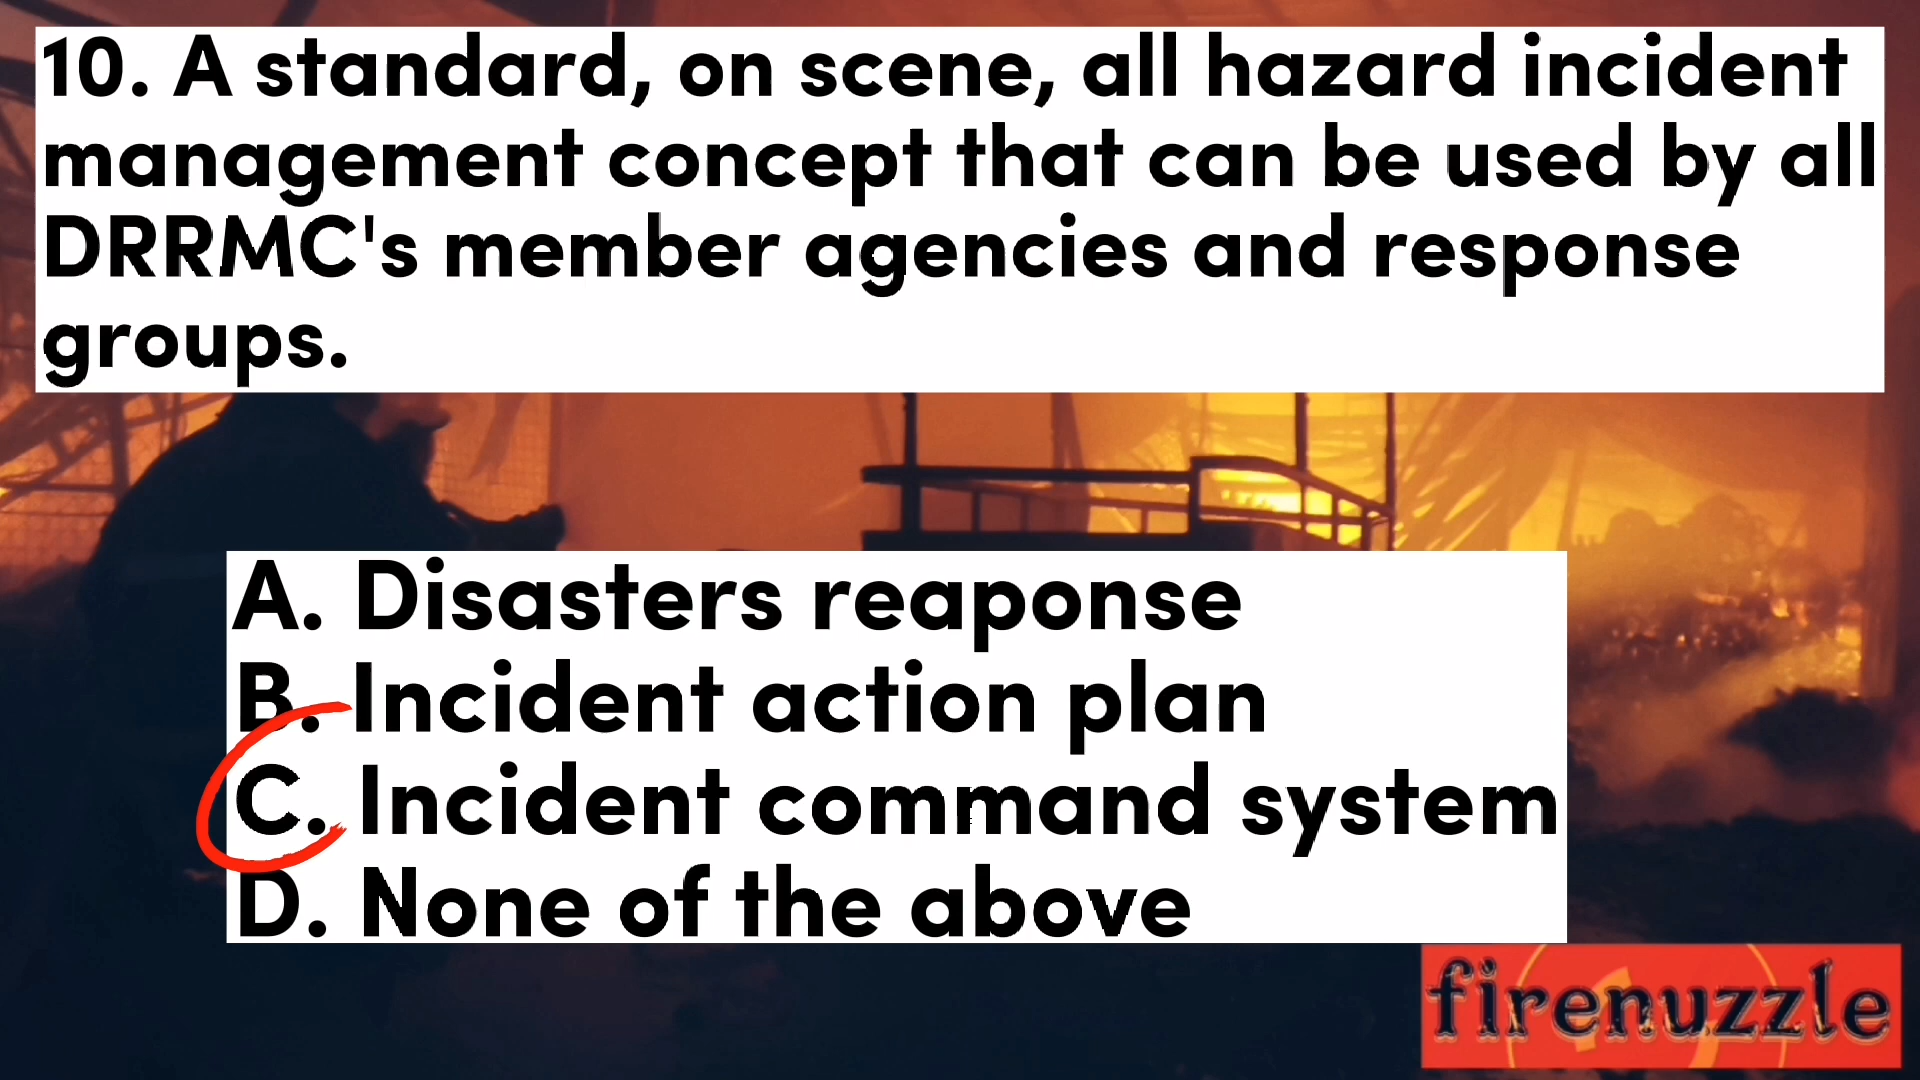 10. A standard, on scene, all hazard incident
management concept that can be used by all
DRRMC's member agencies and response
groups.
A. Disasters reaponse
B. Incident action plan
C. Incident command system
D. None of the above
firenuzzle